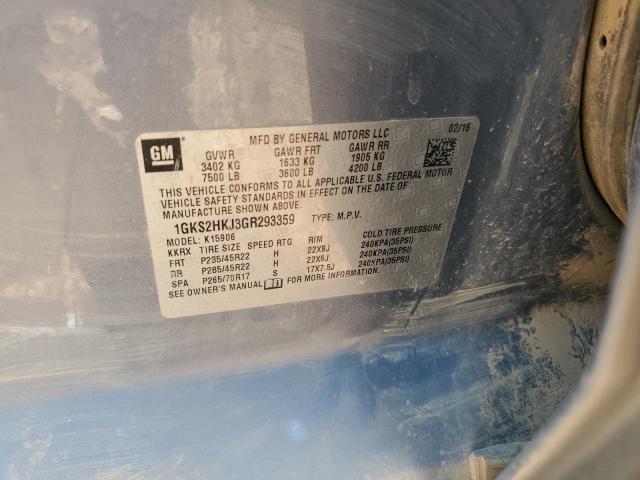 GM
MFD BY GENERAL MOTORS LLC 02/16
GVWR GAWR FRT GAWR RR
3402 KG 1633 KG 1905 KG
7500 LB 3600 LB 4200 LB
THIS VEHICLE CONFORMS TO ALL APPLICABLE U.S. FEDERAL MOTOR
VEHICLE SAFETY STANDARDS IN EFFECT ON THE DATE OF
MANUFACTURE SHOWN ABOVE.
1GKS2HKJ3GR293359 TYPE: M.P.V.
MODEL: K15906
KKRX TIRE SIZE SPEED RTG RIM COLD TIRE PRESSURE
FRT P235/45R22 H 22X9J 240KPA(35PSI)
RR P285/45R22 H 22X9J 240KPA(35PSI)
SPA P265/70R17 S 17X7.5J 240KPA(35PSI)
SEE OWNER'S MANUAL FOR MORE INFORMATION.